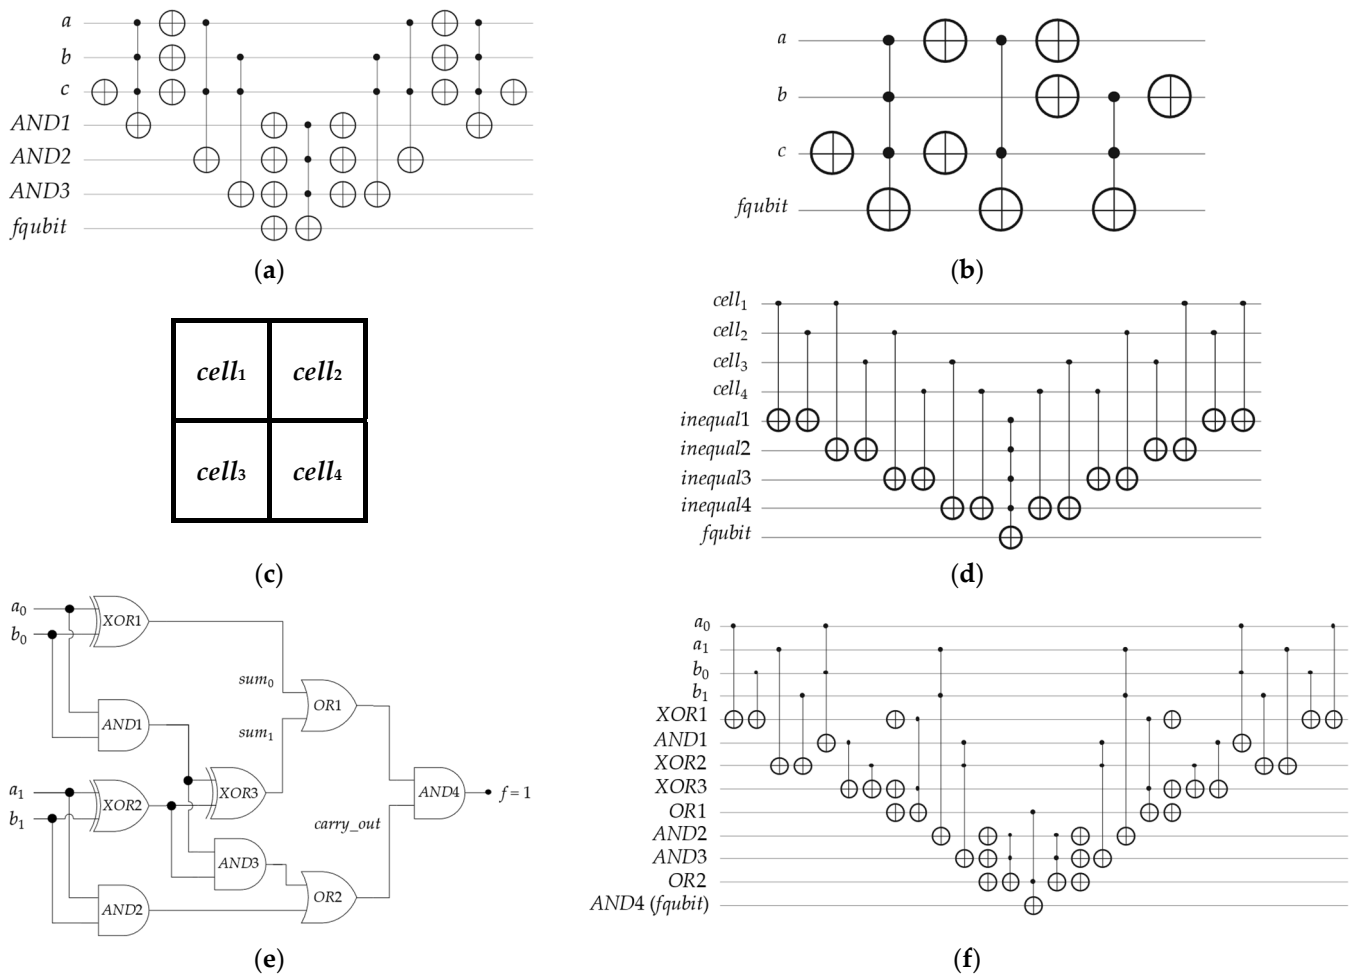 a
b
c
AND1
AND2
AND3
fqubit
(a)
a
b
c
fqubit
(b)
cell₁ cell₂
cell₃ cell₄
(c)
cell₁
cell₂
cell₃
cell₄
inequal1
inequal2
inequal3
inequal4
fqubit
(d)
a₀
b₀
XOR1
sum₀
OR1
AND1
sum₁
a₁
b₁
XOR2
XOR3
AND4
f = 1
carry_out
AND3
AND2
OR2
(e)
a₀
a₁
b₀
b₁
XOR1
AND1
XOR2
XOR3
OR1
AND2
AND3
OR2
AND4 (fqubit)
(f)